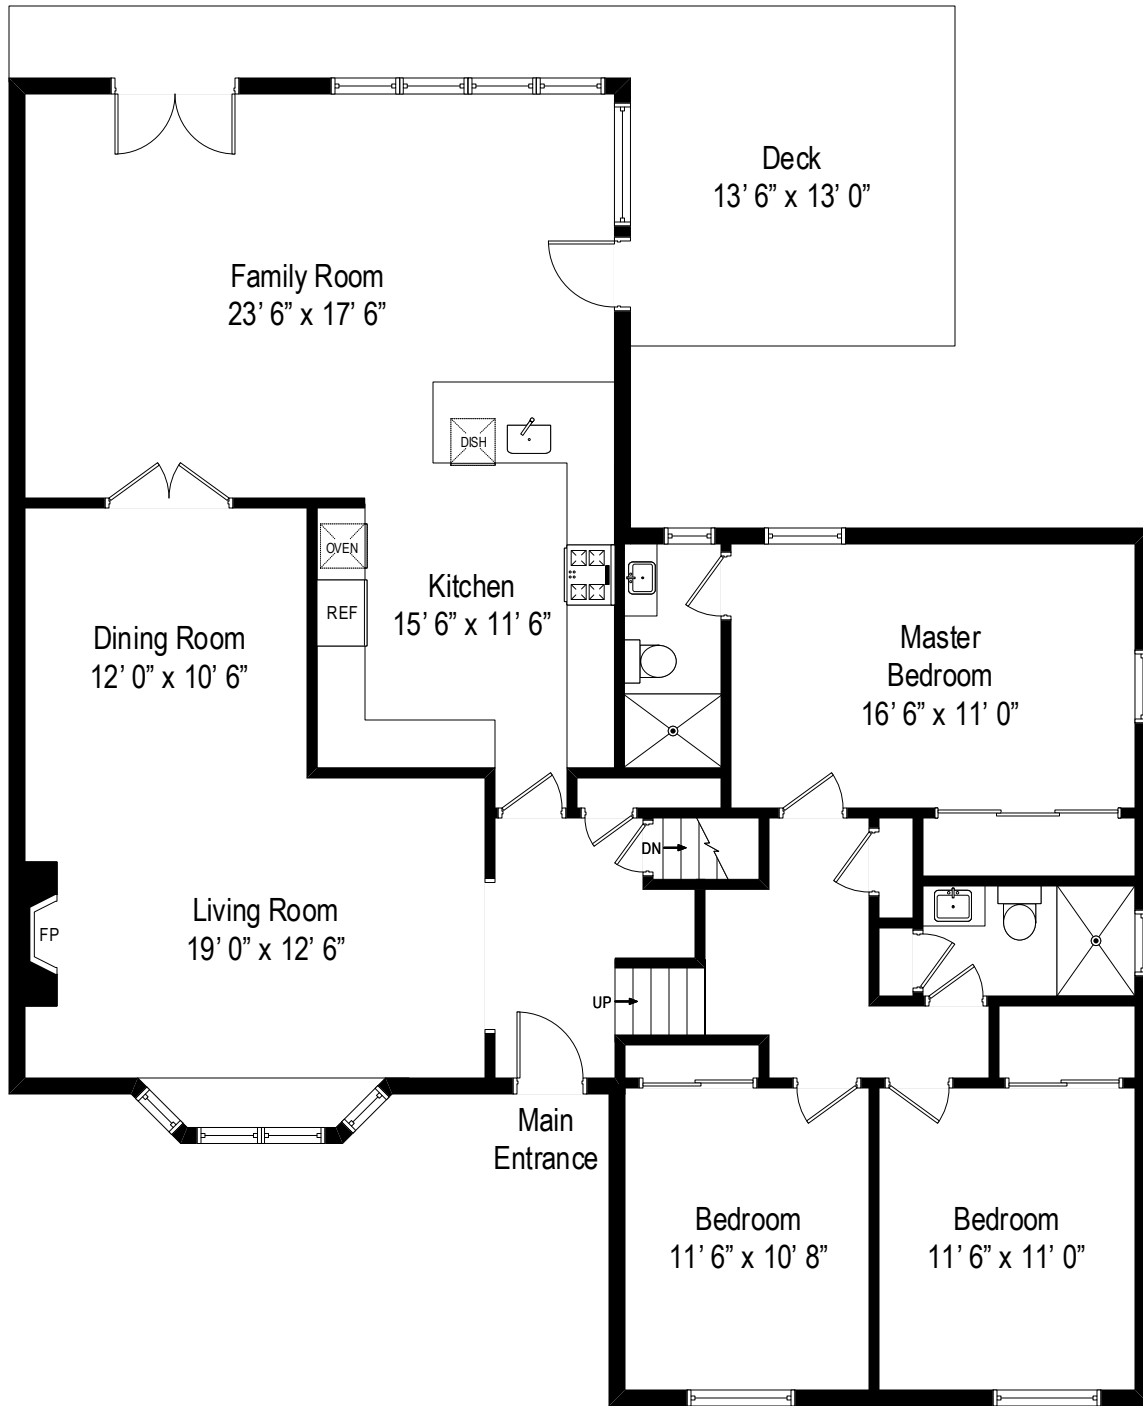 Deck
13’ 6” x 13’ 0”
Family Room
23’ 6” x 17’ 6”
DISH
OVEN
REF
Kitchen
15’ 6” x 11’ 6”
Dining Room
12’ 0” x 10’ 6”
Master
Bedroom
16’ 6” x 11’ 0”
DN
Living Room
19’ 0” x 12’ 6”
FP
UP
Main
Entrance
Bedroom
11’ 6” x 10’ 8”
Bedroom
11’ 6” x 11’ 0”